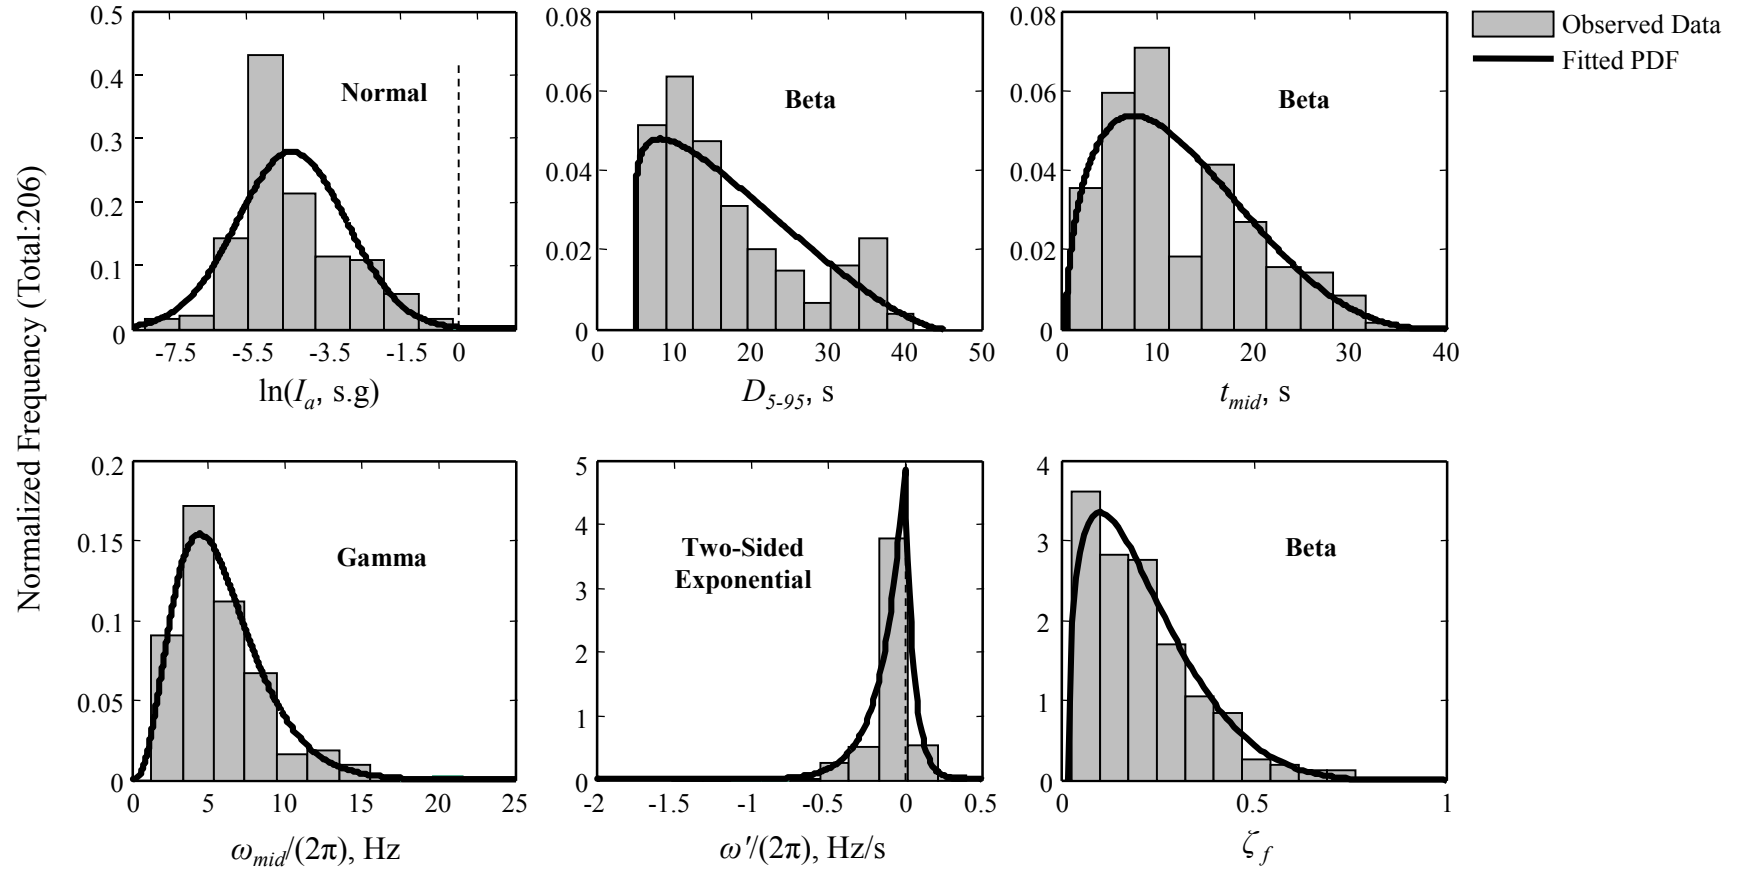 Observed Data
Fitted PDF
Normalized Frequency (Total:206)
0.5
0.4
0.3
0.2
0.1
0
Normal
-7.5 -5.5 -3.5 -1.5 0
ln(Ia, s.g)
0.08
0.06
0.04
0.02
0
Beta
0 10 20 30 40 50
D5-95, s
0.08
0.06
0.04
0.02
0
Beta
0 10 20 30 40
tmid, s
0.2
0.15
0.1
0.05
0
Gamma
0 5 10 15 20 25
ωmid/(2π), Hz
5
4
3
2
1
0
Two-Sided
Exponential
-2 -1.5 -1 -0.5 0 0.5
ω'/(2π), Hz/s
4
3
2
1
0
Beta
0 0.5 1
ζf